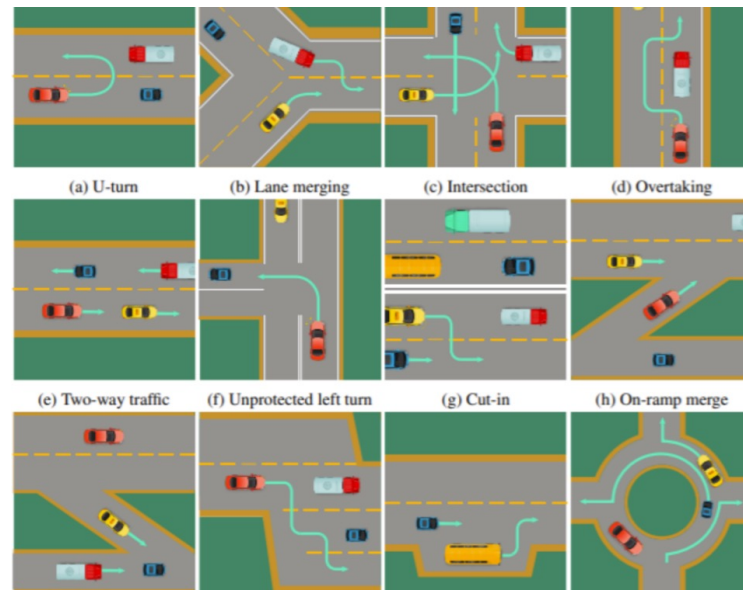 (a) U-turn
(b) Lane merging
(c) Intersection
(d) Overtaking
(e) Two-way traffic
(f) Unprotected left turn
(g) Cut-in
(h) On-ramp merge